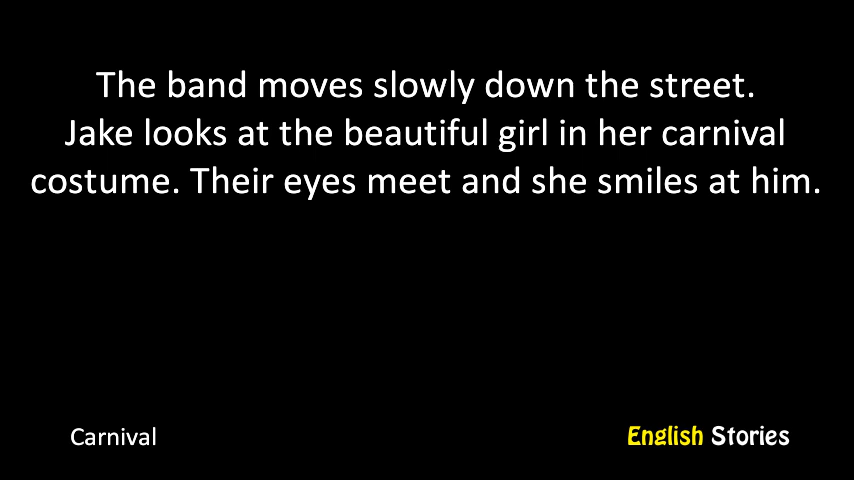 The band moves slowly down the street.
Jake looks at the beautiful girl in her carnival
costume. Their eyes meet and she smiles at him.
Carnival
English Stories